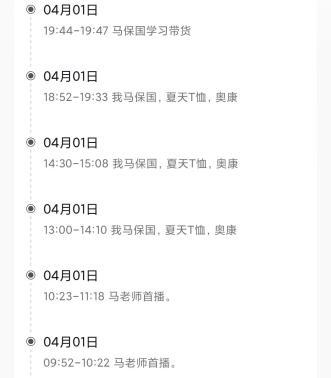 04月01日
19:44-19:47 马保国学习带货
04月01日
18:52-19:33 我马保国，夏天T恤，奥康
04月01日
14:30-15:08 我马保国，夏天T恤，奥康
04月01日
13:00-14:10 我马保国，夏天T恤，奥康
04月01日
10:23-11:18 马老师首播。
04月01日
09:52-10:22 马老师首播。